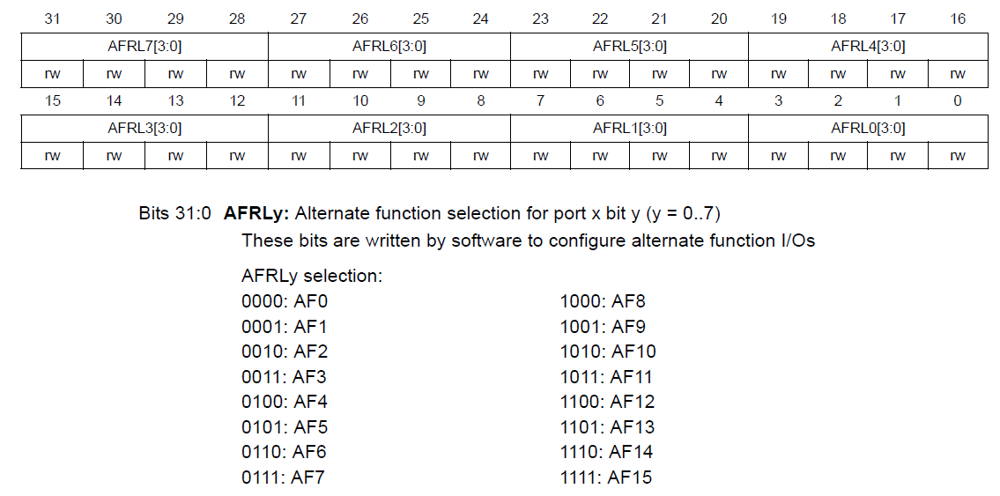 31 30 29 28 27 26 25 24 23 22 21 20 19 18 17 16
AFRL7[3:0] AFRL6[3:0] AFRL5[3:0] AFRL4[3:0]
rw rw rw rw rw rw rw rw rw rw rw rw rw rw rw rw
15 14 13 12 11 10 9 8 7 6 5 4 3 2 1 0
AFRL3[3:0] AFRL2[3:0] AFRL1[3:0] AFRL0[3:0]
rw rw rw rw rw rw rw rw rw rw rw rw rw rw rw rw
Bits 31:0 AFRLy: Alternate function selection for port x bit y (y = 0..7)
These bits are written by software to configure alternate function I/Os
AFRLy selection:
0000: AF0 1000: AF8
0001: AF1 1001: AF9
0010: AF2 1010: AF10
0011: AF3 1011: AF11
0100: AF4 1100: AF12
0101: AF5 1101: AF13
0110: AF6 1110: AF14
0111: AF7 1111: AF15